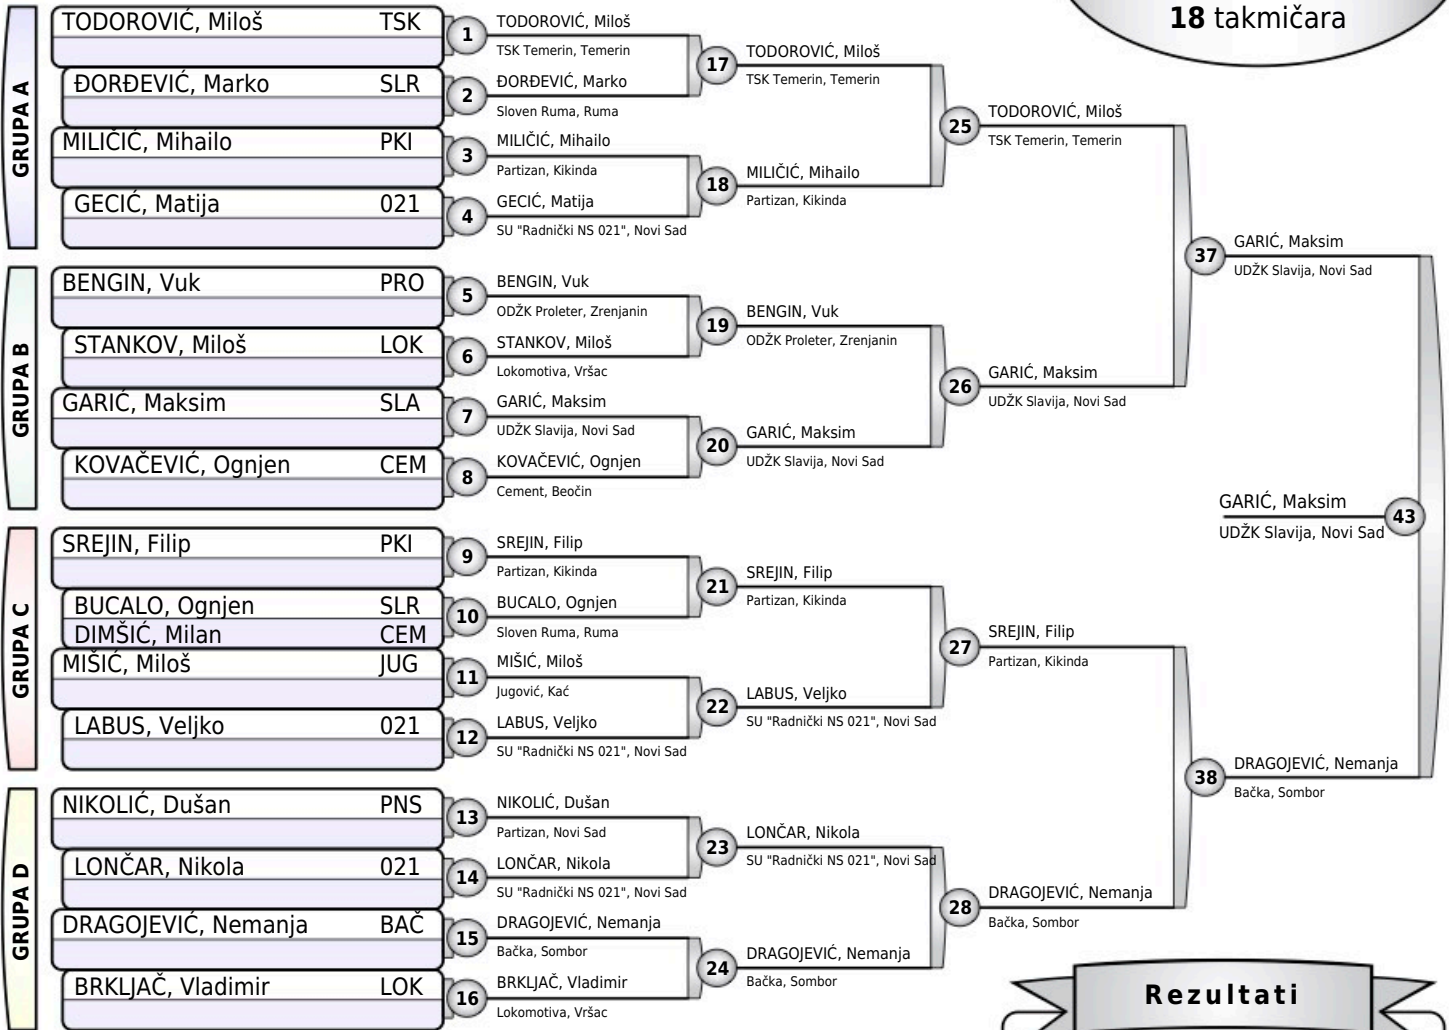 18 takmičara
GRUPA A
TODOROVIĆ, Miloš TSK
ĐORĐEVIĆ, Marko SLR
MILIČIĆ, Mihailo PKI
GECIĆ, Matija 021
GRUPA B
BENGIN, Vuk PRO
STANKOV, Miloš LOK
GARIĆ, Maksim SLA
KOVAČEVIĆ, Ognjen CEM
GRUPA C
SREJIN, Filip PKI
BUCALO, Ognjen SLR
DIMŠIĆ, Milan CEM
MIŠIĆ, Miloš JUG
LABUS, Veljko 021
GRUPA D
NIKOLIĆ, Dušan PNS
LONČAR, Nikola 021
DRAGOJEVIĆ, Nemanja BAČ
BRKLJAČ, Vladimir LOK
1 TODOROVIĆ, Miloš
TSK Temerin, Temerin
2 ĐORĐEVIĆ, Marko
Sloven Ruma, Ruma
3 MILIČIĆ, Mihailo
Partizan, Kikinda
4 GECIĆ, Matija
SU "Radnički NS 021", Novi Sad
5 BENGIN, Vuk
ODŽK Proleter, Zrenjanin
6 STANKOV, Miloš
Lokomotiva, Vršac
7 GARIĆ, Maksim
UDŽK Slavija, Novi Sad
8 KOVAČEVIĆ, Ognjen
Cement, Beočin
9 SREJIN, Filip
Partizan, Kikinda
10 BUCALO, Ognjen
Sloven Ruma, Ruma
11 MIŠIĆ, Miloš
Jugović, Kać
12 LABUS, Veljko
SU "Radnički NS 021", Novi Sad
13 NIKOLIĆ, Dušan
Partizan, Novi Sad
14 LONČAR, Nikola
SU "Radnički NS 021", Novi Sad
15 DRAGOJEVIĆ, Nemanja
Bačka, Sombor
16 BRKLJAČ, Vladimir
Lokomotiva, Vršac
17 TODOROVIĆ, Miloš
TSK Temerin, Temerin
18 MILIČIĆ, Mihailo
Partizan, Kikinda
19 BENGIN, Vuk
ODŽK Proleter, Zrenjanin
20 GARIĆ, Maksim
UDŽK Slavija, Novi Sad
21 SREJIN, Filip
Partizan, Kikinda
22 LABUS, Veljko
SU "Radnički NS 021", Novi Sad
23 LONČAR, Nikola
SU "Radnički NS 021", Novi Sad
24 DRAGOJEVIĆ, Nemanja
Bačka, Sombor
25 TODOROVIĆ, Miloš
TSK Temerin, Temerin
26 GARIĆ, Maksim
UDŽK Slavija, Novi Sad
27 SREJIN, Filip
Partizan, Kikinda
28 DRAGOJEVIĆ, Nemanja
Bačka, Sombor
37 GARIĆ, Maksim
UDŽK Slavija, Novi Sad
38 DRAGOJEVIĆ, Nemanja
Bačka, Sombor
GARIĆ, Maksim 43
UDŽK Slavija, Novi Sad
Rezultati